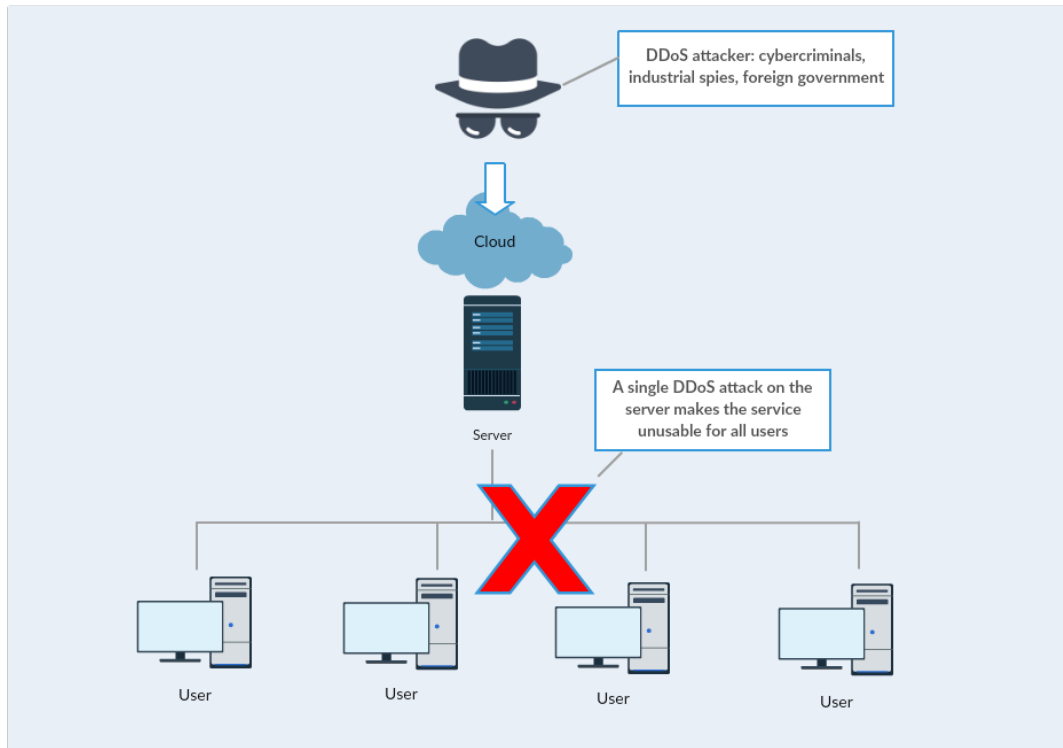 DDoS attacker: cybercriminals,
industrial spies, foreign government
Cloud
A single DDoS attack on the
server makes the service
unusable for all users
Server
User
User
User
User